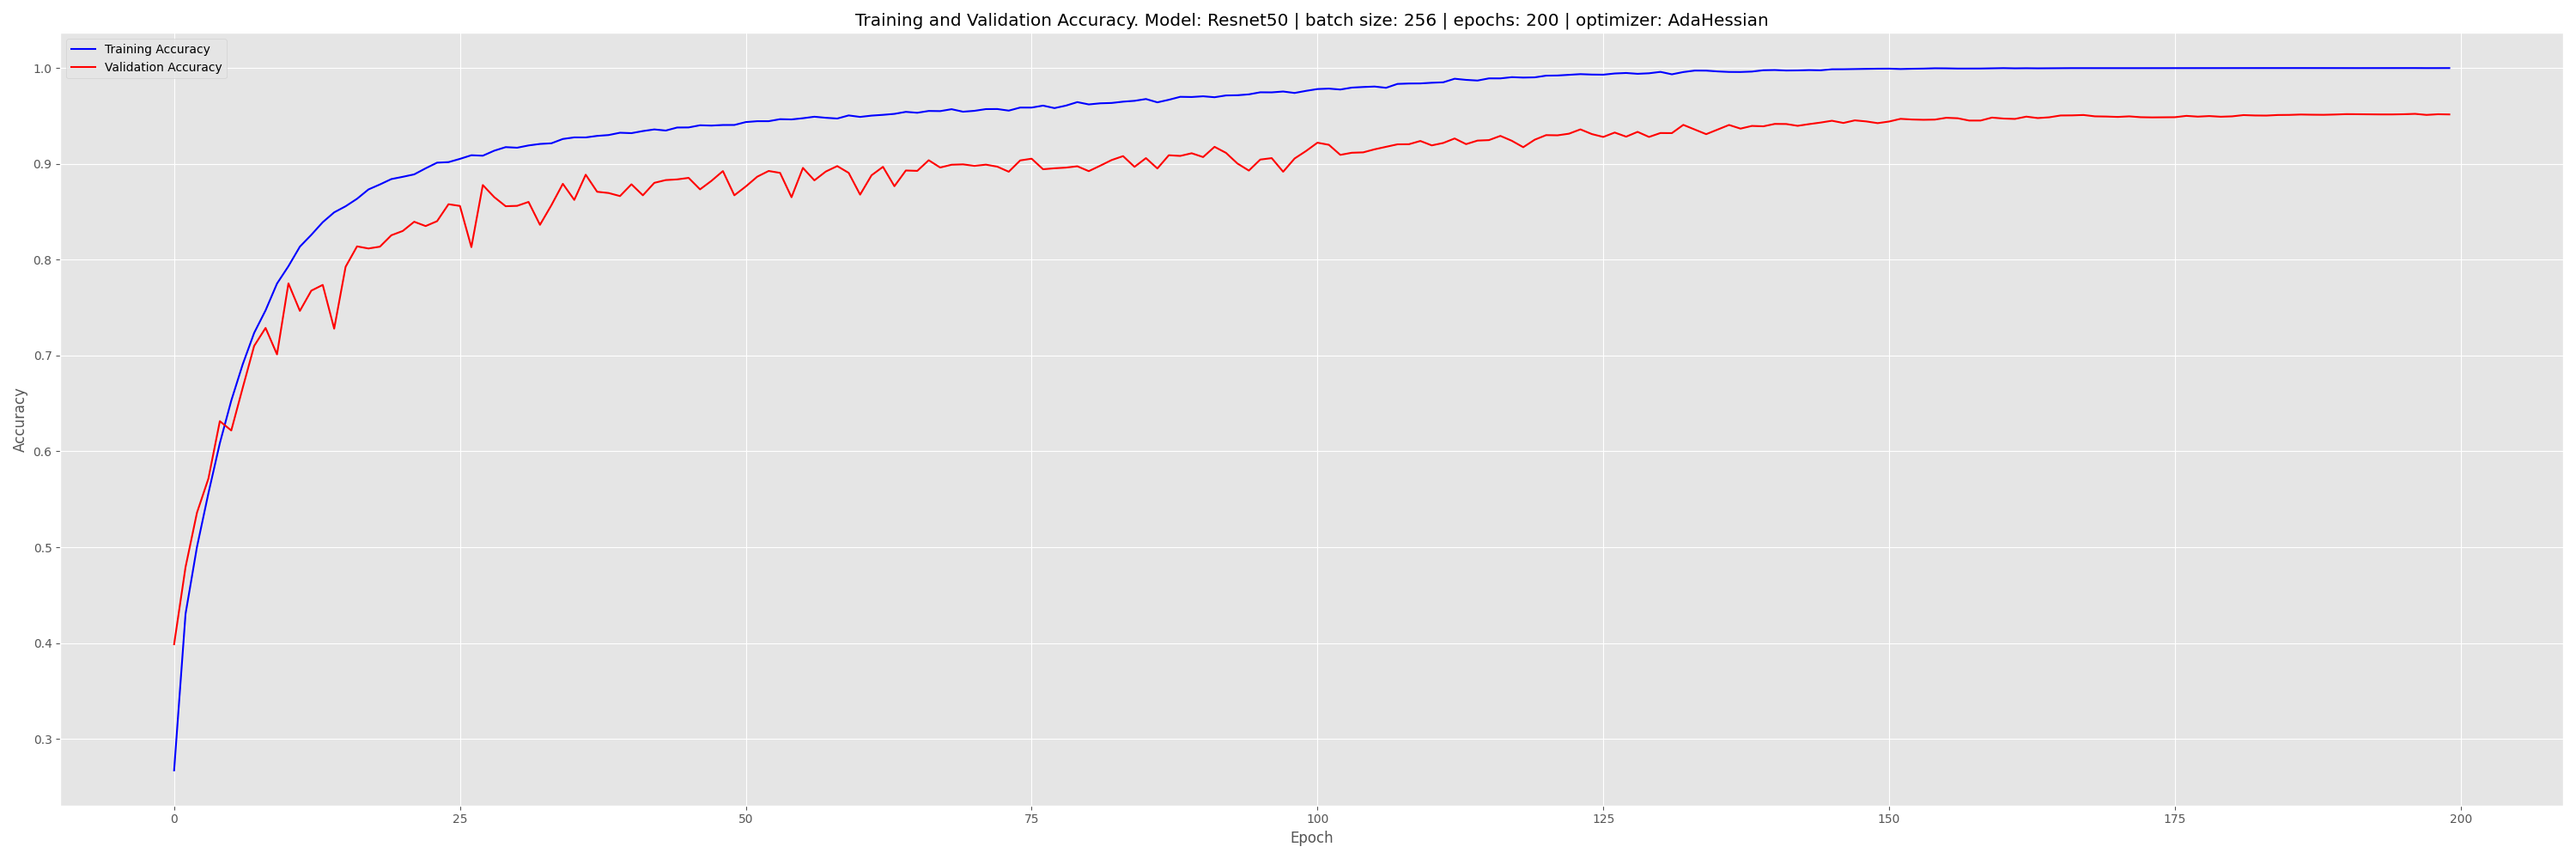 Training and Validation Accuracy. Model: Resnet50 | batch size: 256 | epochs: 200 | optimizer: AdaHessian
Training Accuracy
Validation Accuracy
1.0
0.9
0.8
0.7
0.6
0.5
0.4
0.3
Accuracy
0 25 50 75 100 125 150 175 200
Epoch